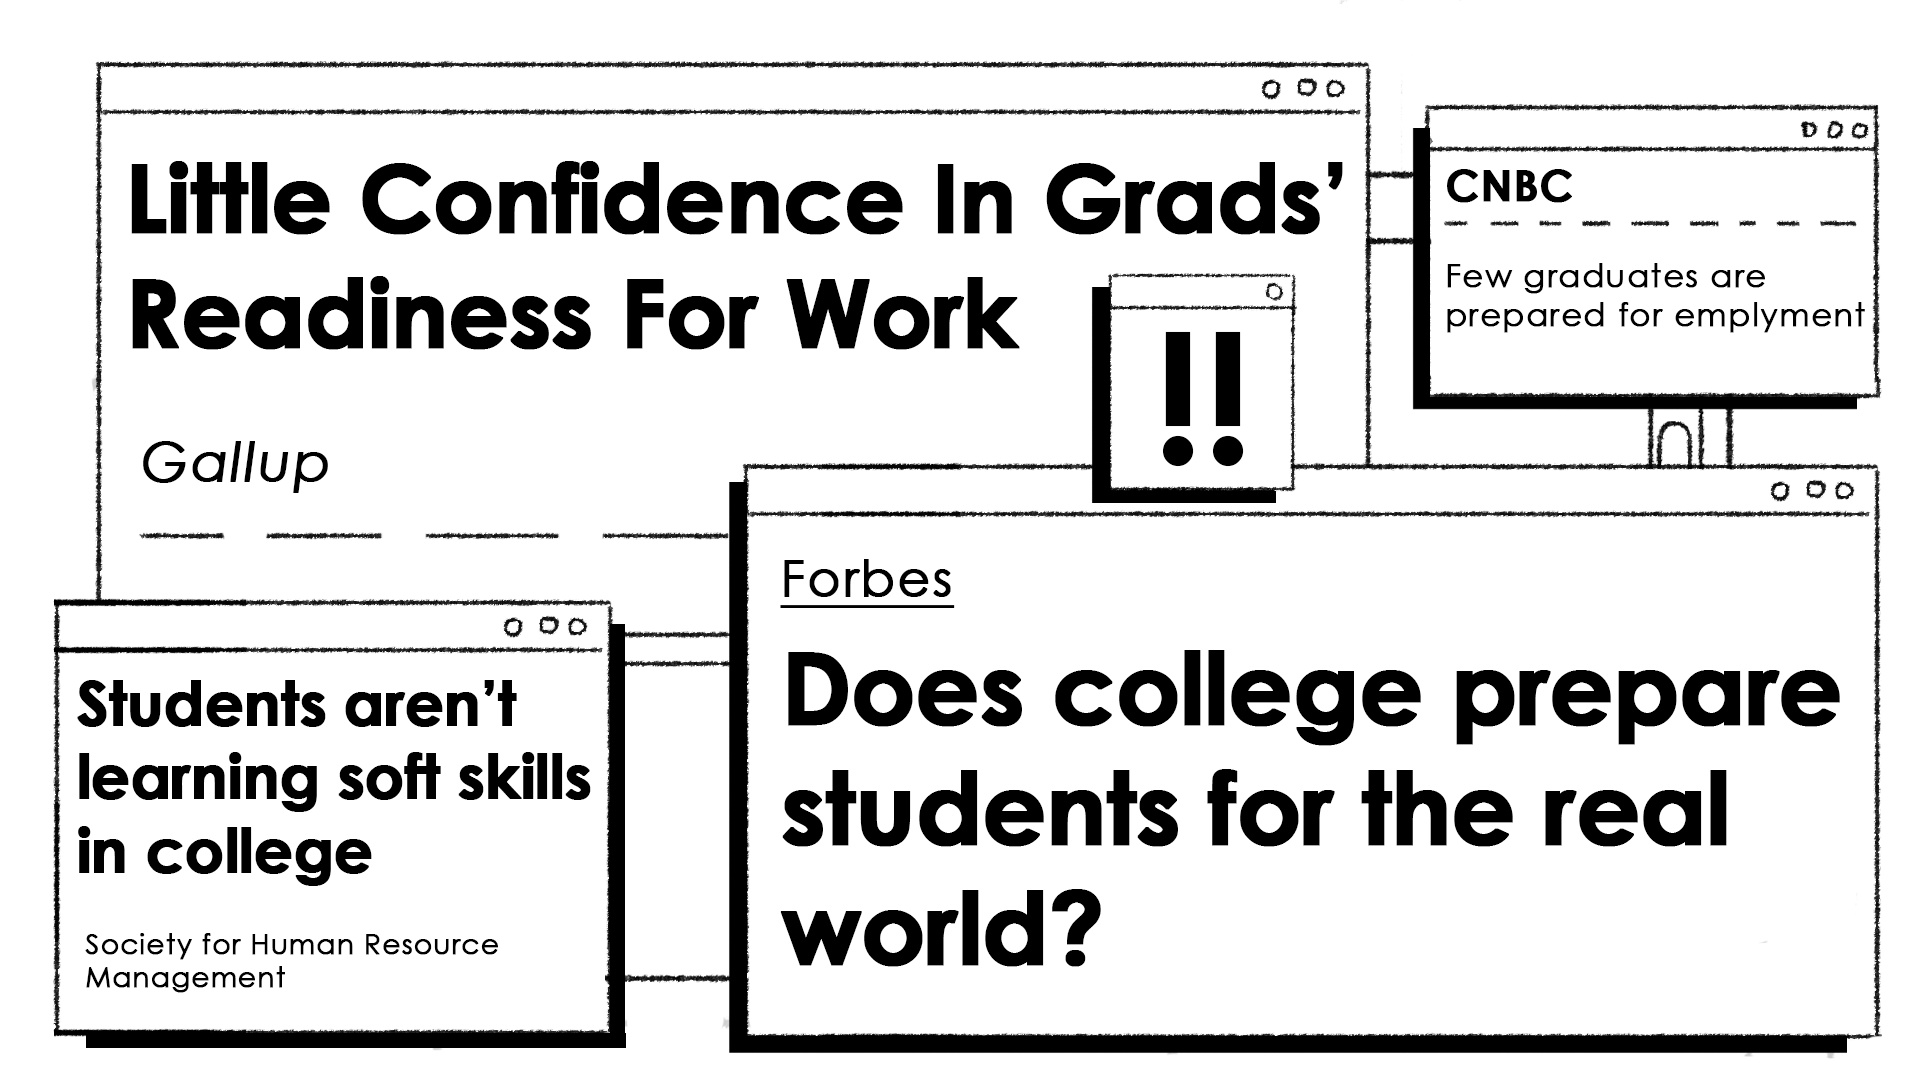 Little Confidence In Grads’
Readiness For Work
Gallup
CNBC
Few graduates are
prepared for emplyment
!!
Forbes
Does college prepare
students for the real
world?
Students aren’t
learning soft skills
in college
Society for Human Resource
Management